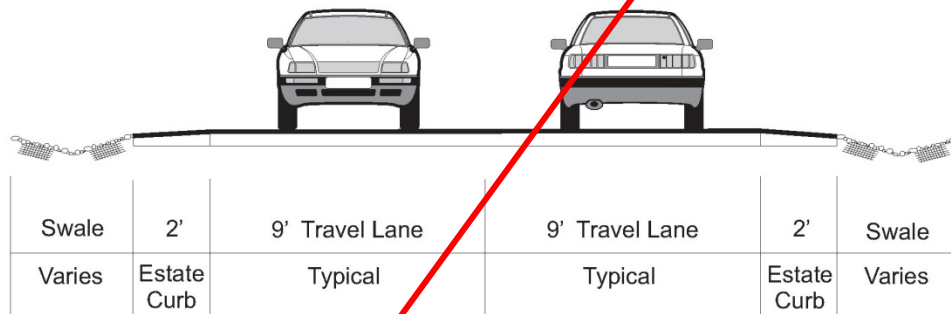 Swale 2' 9' Travel Lane 9' Travel Lane 2' Swale
Varies Estate Curb Typical Typical Estate Curb Varies